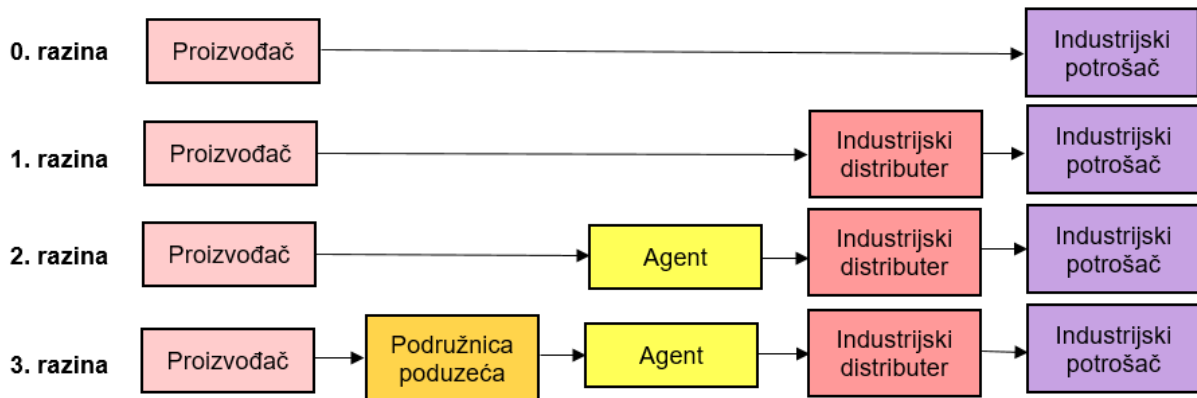 0. razina
Proizvođač
Industrijski
potrošač
1. razina
Proizvođač
Industrijski
distributer
Industrijski
potrošač
2. razina
Proizvođač
Agent
Industrijski
distributer
Industrijski
potrošač
3. razina
Proizvođač
Podružnica
poduzeća
Agent
Industrijski
distributer
Industrijski
potrošač